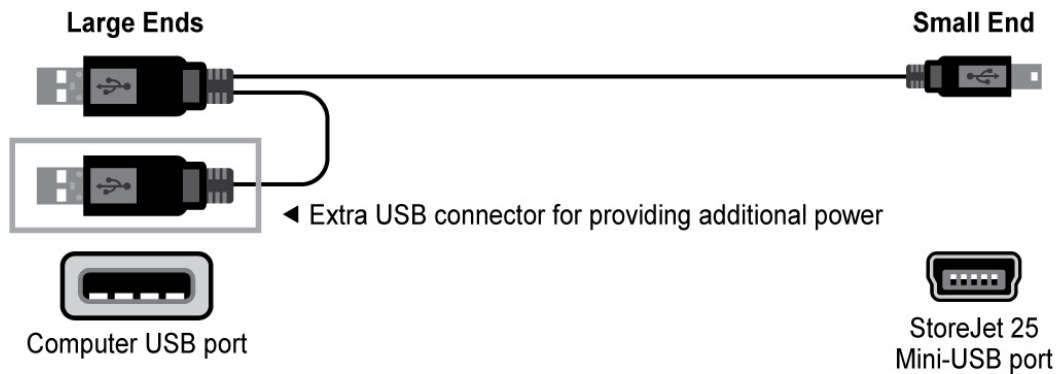 Large Ends
Small End
◄ Extra USB connector for providing additional power
Computer USB port
StoreJet 25
Mini-USB port